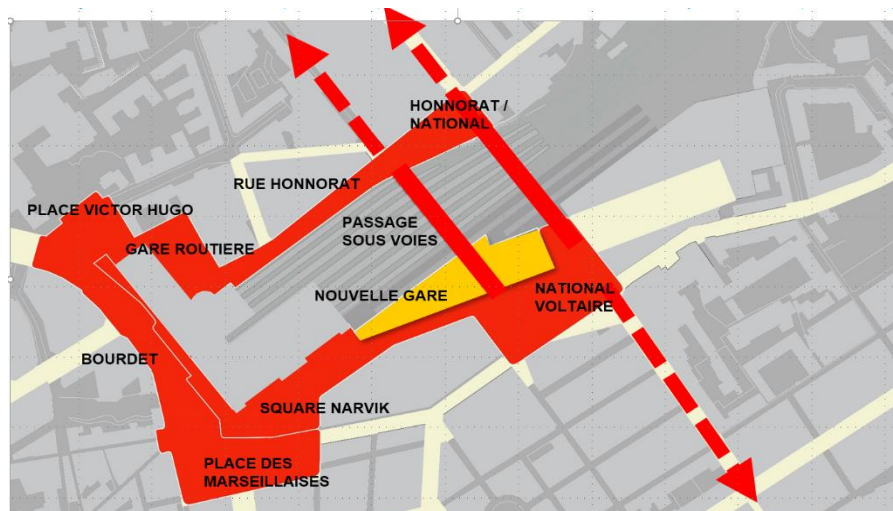 HONNORAT /
NATIONAL
RUE HONNORAT
PLACE VICTOR HUGO
PASSAGE
SOUS VOIES
GARE ROUTIERE
NOUVELLE GARE
NATIONAL
VOLTAIRE
BOURDET
SQUARE NARVIK
PLACE DES
MARSEILLAISES